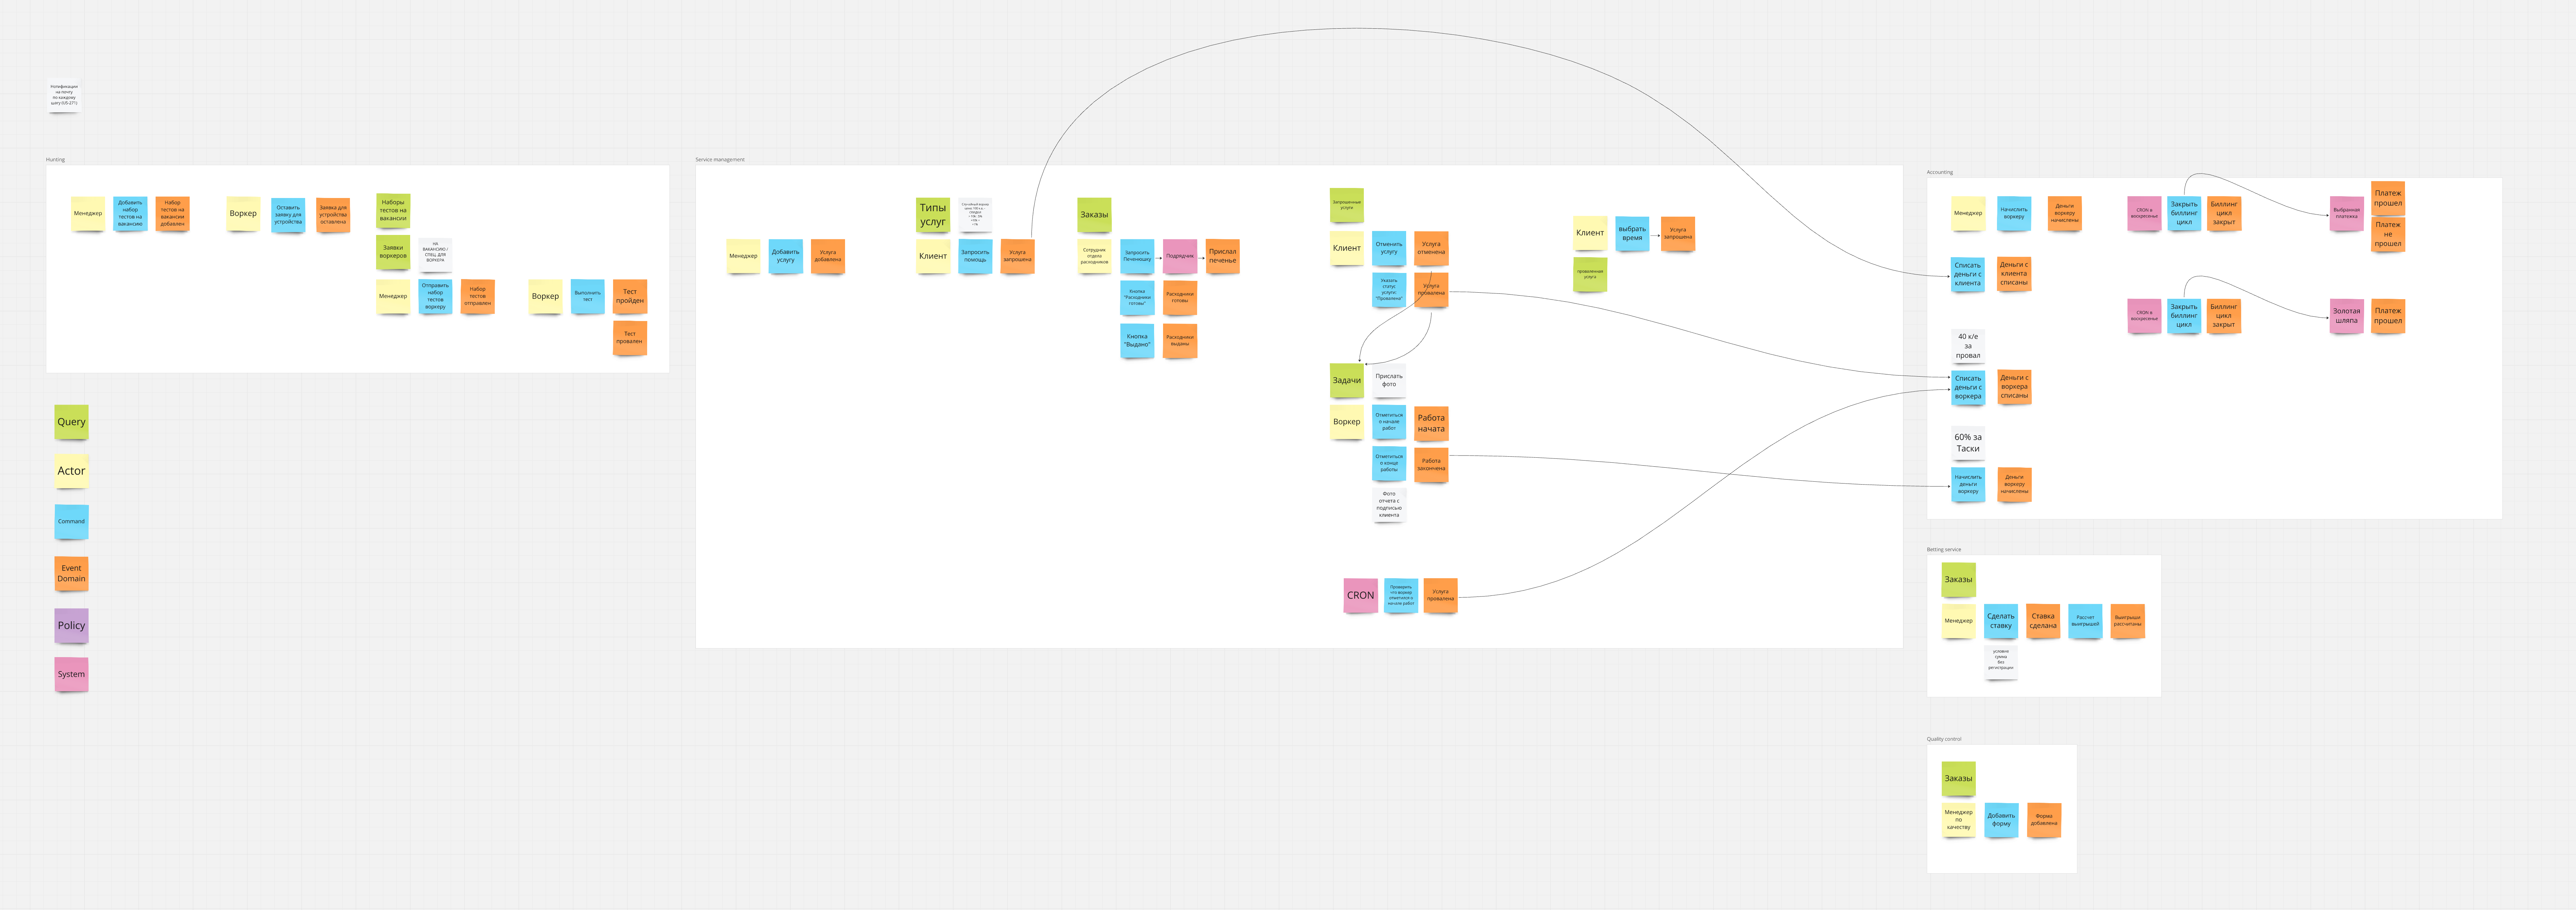 Нотификации
на почту
по каждому
шагу (US-271)
Hunting
Менеджер
Добавить
набор
тестов на
вакансию
Набор
тестов на
вакансии
добавлен
Воркер
Оставить
заявку для
устройства
Заявка для
устройства
оставлена
Наборы
тестов на
вакансии
Заявки
воркеров
НА
ВАКАНСИЮ /
СПЕЦ. ДЛЯ
ВОРКЕРА
Менеджер
Отправить
набор
тестов
воркеру
Набор
тестов
отправлен
Воркер
Выполнить
тест
Тест
пройден
Тест
провален
Query
Actor
Command
Event
Domain
Policy
System
Service management
Менеджер
Добавить
услугу
Услуга
добавлена
Типы
услуг
Клиент
Запросить
помощь
Услуга
запрошена
Заказы
Сотрудник
отдела
расходников
Запросить
Печенюшку
Подрядчик
Прислал
печенье
Кнопка
"Расходники
готовы"
Расходники
готовы
Кнопка
"Выдано"
Расходники
выданы
Запрошенные
услуги
Клиент
Отменить
услугу
Услуга
отменена
Указать
статус
услуги:
"Провалена"
Услуга
провалена
Задачи
Прислать
фото
Воркер
Отметиться
о начале
работ
Работа
начата
Отметиться
о конце
работы
Работа
закончена
Фото
отчета с
подписью
клиента
CRON
Проверить
что воркер
отметился о
начале работ
Услуга
провалена
Клиент
выбрать
время
Услуга
запрошена
проваленная
услуга
Accounting
Менеджер
Начислить
воркеру
Деньги
воркеру
начислены
CRON в
воскресенье
Закрыть
биллинг
цикл
Биллинг
цикл
закрыт
Выбранная
платежка
Платеж
прошел
Платеж
не
прошел
Списать
деньги с
клиента
Деньги с
клиента
списаны
CRON в
воскресенье
Закрыть
биллинг
цикл
Биллинг
цикл
закрыт
Золотая
шляпа
Платеж
прошел
40 к/е
за
провал
Списать
деньги с
воркера
Деньги с
воркера
списаны
60% за
Таски
Начислить
деньги
воркеру
Деньги
воркеру
начислены
Betting service
Заказы
Менеджер
Сделать
ставку
Ставка
сделана
Рассчет
выигрышей
Выигрыши
рассчитаны
условие
сумма
без
регистрации
Quality control
Заказы
Менеджер
по
качеству
Добавить
форму
Форма
добавлена